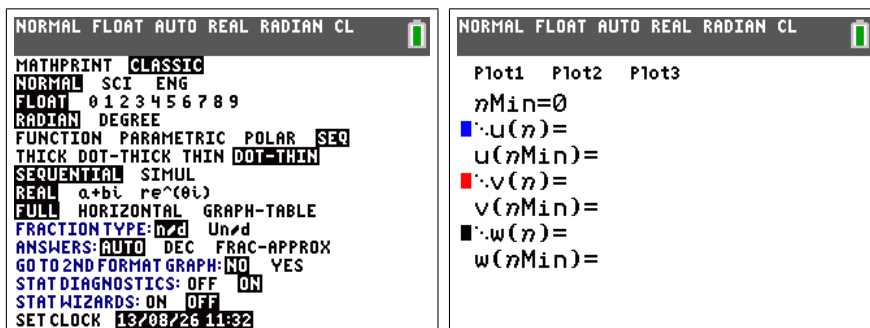 NORMAL FLOAT AUTO REAL RADIAN CL
MATHPRINT CLASSIC
NORMAL SCI ENG
FLOAT 0 1 2 3 4 5 6 7 8 9
RADIAN DEGREE
FUNCTION PARAMETRIC POLAR SEQ
THICK DOT-THICK THIN DOT-THIN
SEQUENTIAL SIMUL
REAL a+bi re^(θi)
FULL HORIZONTAL GRAPH-TABLE
FRACTION TYPE: n/d Un/d
ANSWERS: AUTO DEC FRAC-APPROX
GO TO 2ND FORMAT GRAPH: NO YES
STAT DIAGNOSTICS: OFF ON
STAT WIZARDS: ON OFF
SET CLOCK 13/08/26 11:32
NORMAL FLOAT AUTO REAL RADIAN CL
Plot1 Plot2 Plot3
nMin=0
u(n)=
u(nMin)=
v(n)=
v(nMin)=
w(n)=
w(nMin)=